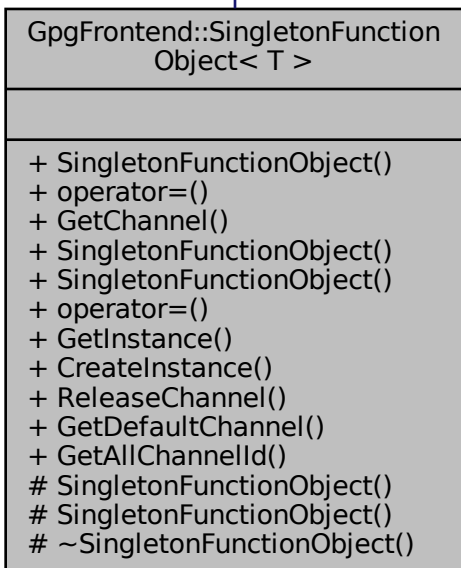 GpgFrontend::SingletonFunction
Object< T >
+ SingletonFunctionObject()
+ operator=()
+ GetChannel()
+ SingletonFunctionObject()
+ SingletonFunctionObject()
+ operator=()
+ GetInstance()
+ CreateInstance()
+ ReleaseChannel()
+ GetDefaultChannel()
+ GetAllChannelId()
# SingletonFunctionObject()
# SingletonFunctionObject()
# ~SingletonFunctionObject()